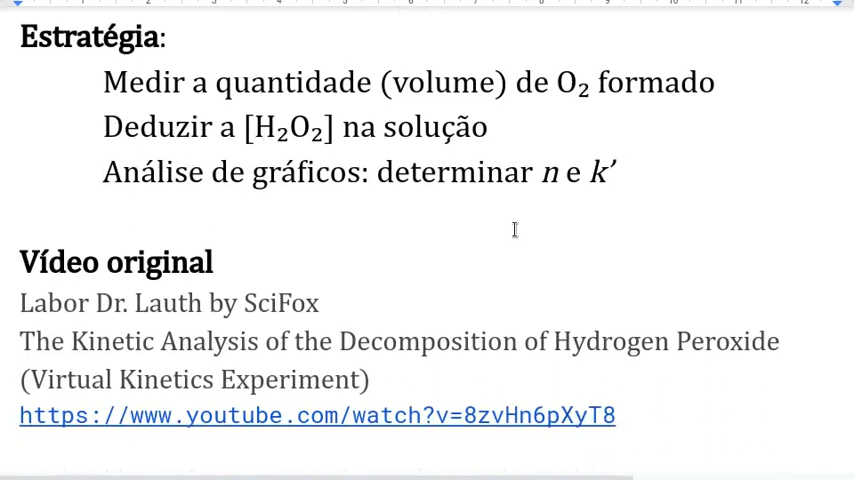 Estratégia:
Medir a quantidade (volume) de O₂ formado
Deduzir a [H₂O₂] na solução
Análise de gráficos: determinar n e k’
Vídeo original
Labor Dr. Lauth by SciFox
The Kinetic Analysis of the Decomposition of Hydrogen Peroxide
(Virtual Kinetics Experiment)
https://www.youtube.com/watch?v=8zvHn6pXyT8